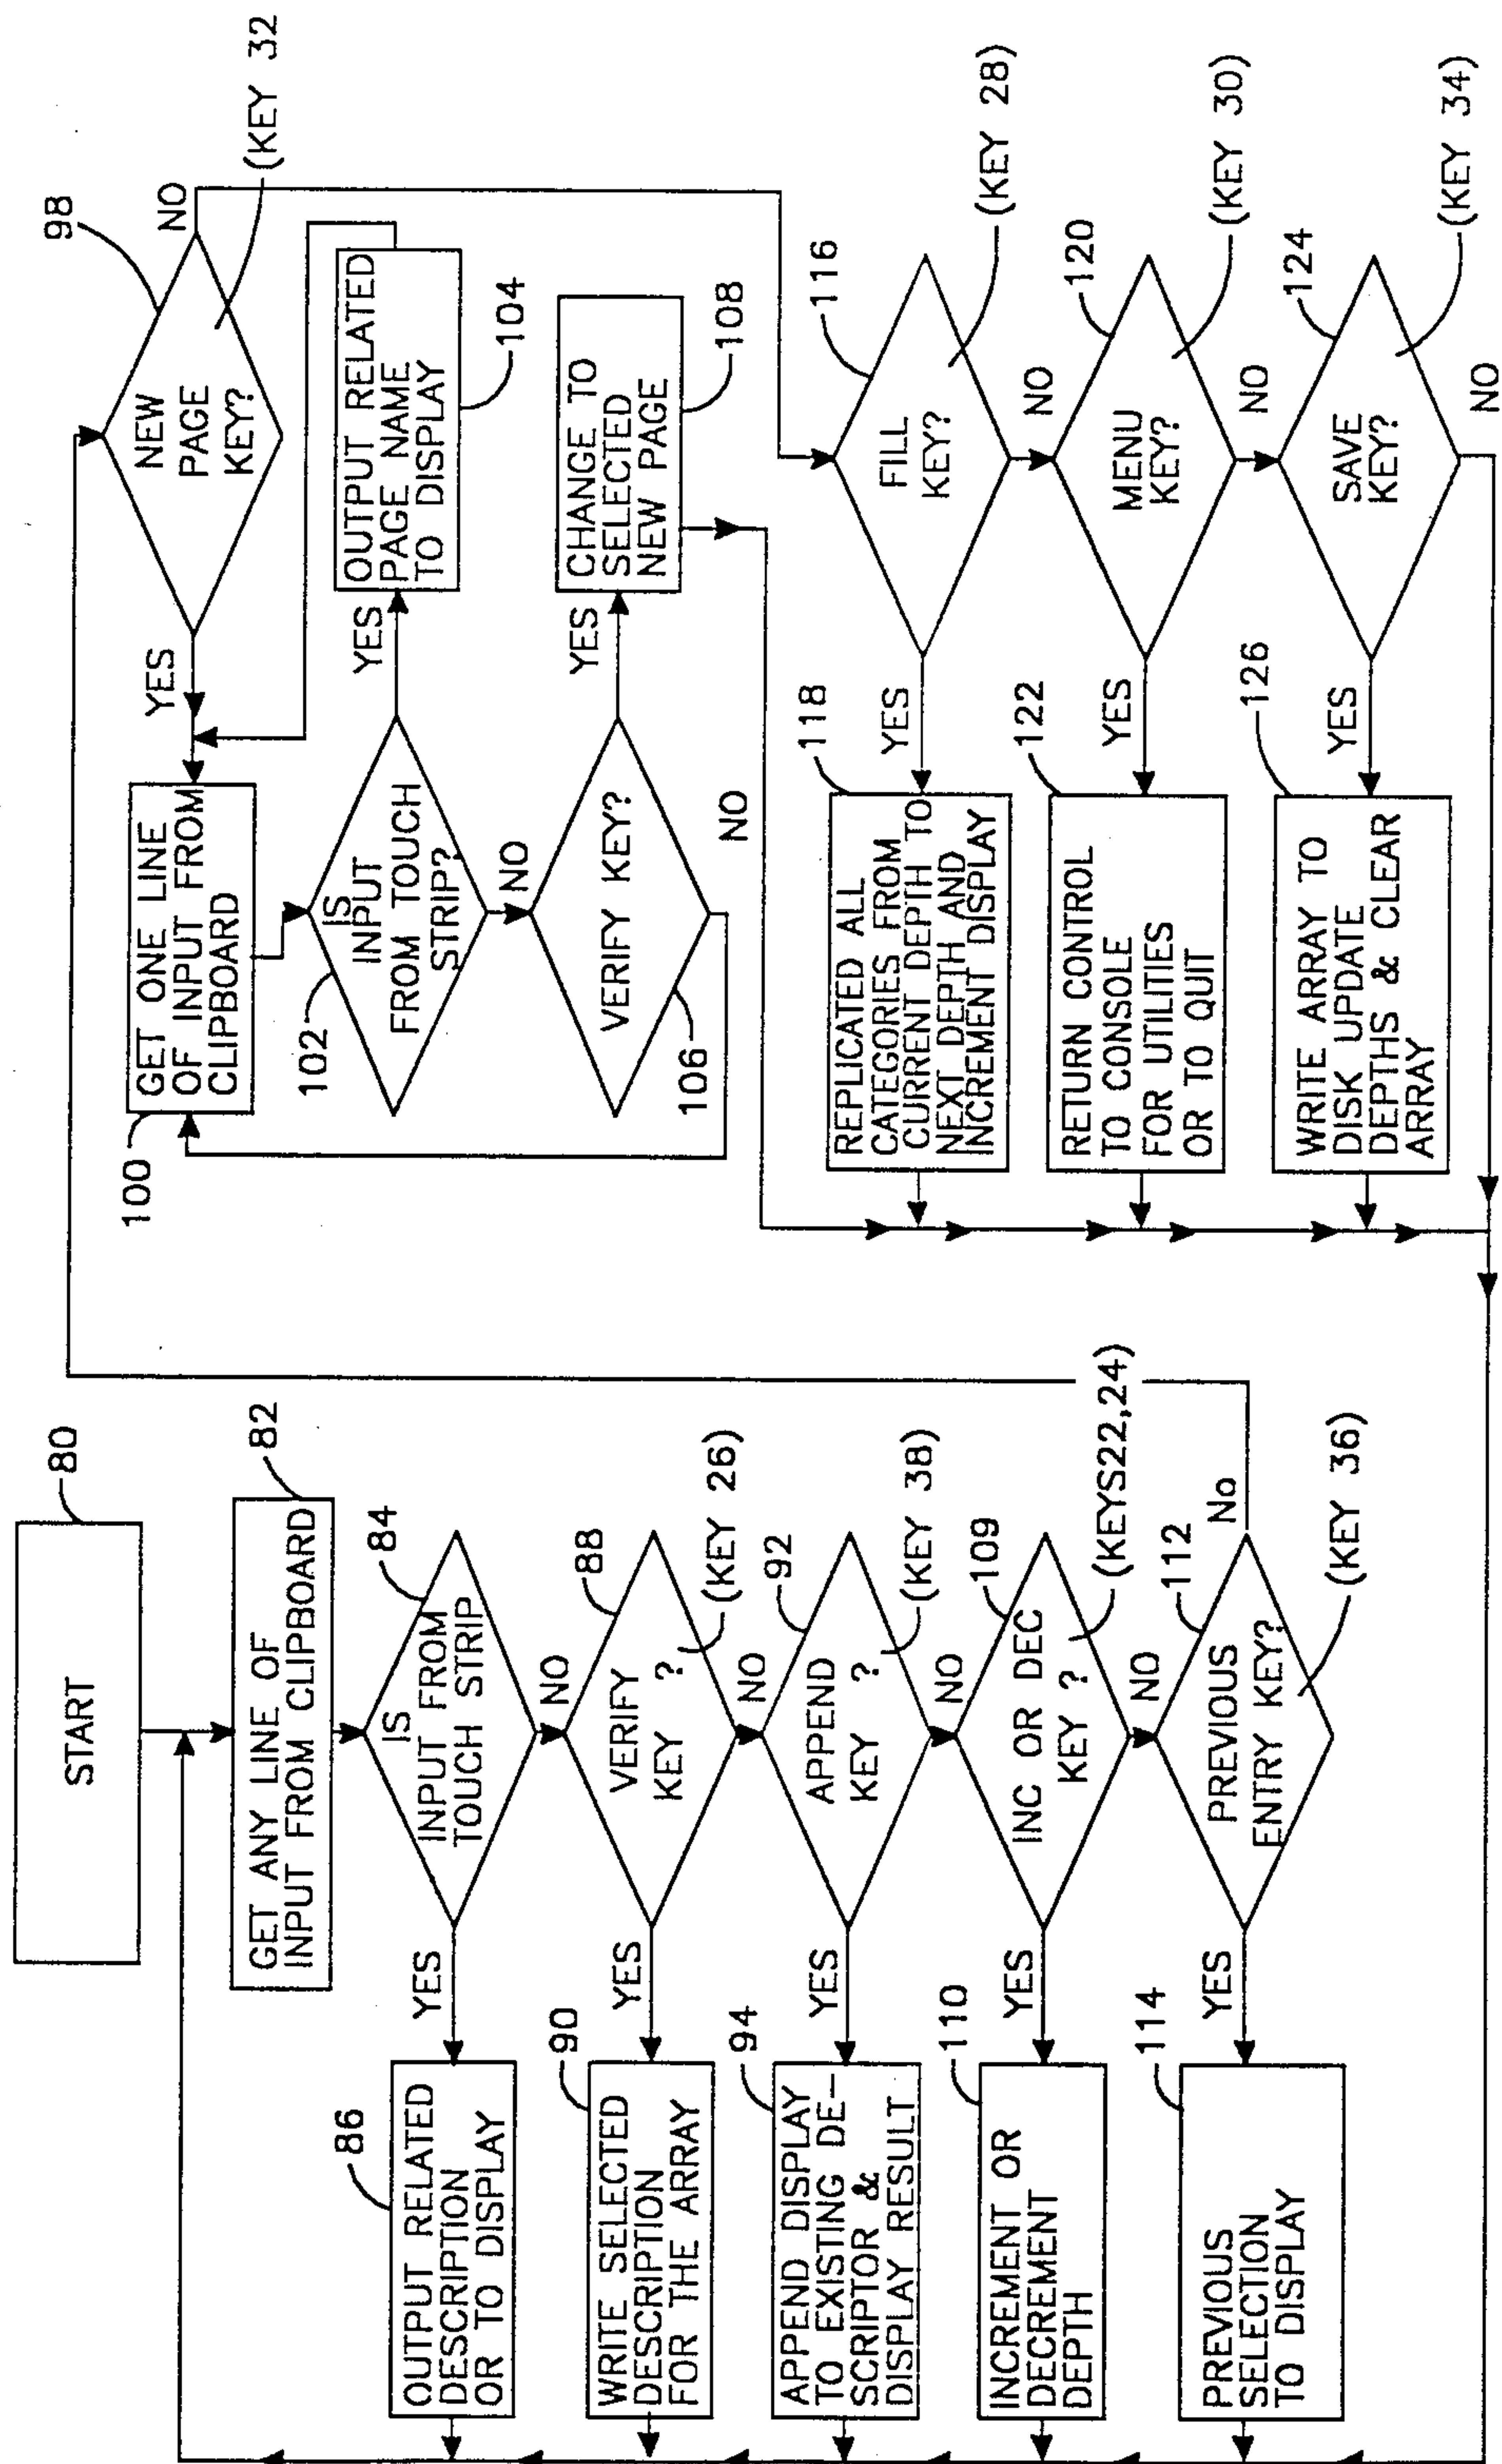 START
80
GET ANY LINE OF
INPUT FROM CLIPBOARD
82
IS
INPUT FROM
TOUCH STRIP
84
YES
NO
OUTPUT RELATED
DESCRIPTION
OR TO DISPLAY
86
VERIFY
KEY ?
88
(KEY 26)
YES
NO
WRITE SELECTED
DESCRIPTION
FOR THE ARRAY
90
APPEND
KEY ?
92
(KEY 38)
YES
NO
APPEND DISPLAY
TO EXISTING DE-
SCRIPTOR &
DISPLAY RESULT
94
INC OR DEC
KEY ?
109
(KEYS22,24)
YES
NO
INCREMENT OR
DECREMENT
DEPTH
110
PREVIOUS
ENTRY KEY?
112
(KEY 36)
YES
No
PREVIOUS
SELECTION
TO DISPLAY
114
NEW
PAGE
KEY?
98
(KEY 32
NO
YES
GET ONE LINE
OF INPUT FROM
CLIPBOARD
100
IS
INPUT
FROM TOUCH
STRIP?
102
YES
NO
OUTPUT RELATED
PAGE NAME
TO DISPLAY
104
VERIFY KEY?
106
YES
NO
CHANGE TO
SELECTED
NEW PAGE
108
FILL
KEY?
116
(KEY 28)
YES
NO
REPLICATED ALL
CATEGORIES FROM
CURRENT DEPTH TO
NEXT DEPTH AND
INCREMENT DISPLAY
118
MENU
KEY?
120
(KEY 30)
YES
NO
RETURN CONTROL
TO CONSOLE
FOR UTILITIES
OR TO QUIT
122
SAVE
KEY?
124
(KEY 34)
YES
NO
WRITE ARRAY TO
DISK UPDATE
DEPTHS & CLEAR
ARRAY
126